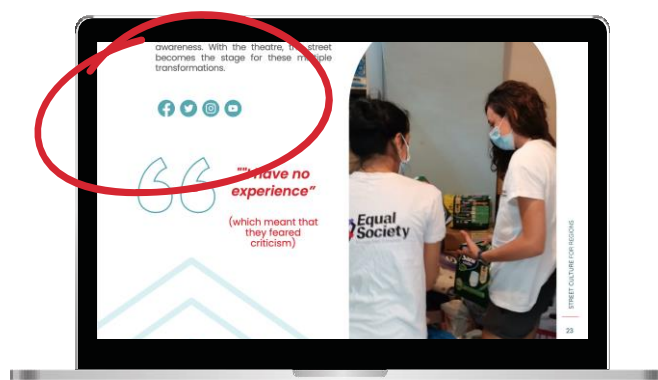 awareness. With the theatre, the street
becomes the stage for these multiple
transformations.
““I have no
experience”
(which meant that
they feared
criticism)
Equal
Society
STREET CULTURE FOR REGIONS
23